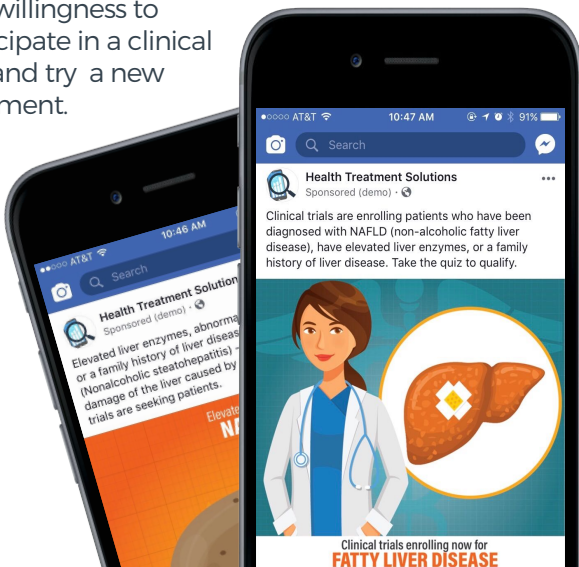 willingness to
cipate in a clinical
and try a new
ment.
AT&T
10:46 AM
Search
Health Treatment Solution
Sponsored (demo) ·
Elevated liver enzymes, abnorma
or a family history of liver diseas
(Nonalcoholic steatohepatitis) –
damage of the liver caused by
trials are seeking patients.
Elevate
AT&T
10:47 AM
91%
Search
Health Treatment Solutions
Sponsored (demo) ·
Clinical trials are enrolling patients who have been
diagnosed with NAFLD (non-alcoholic fatty liver
disease), have elevated liver enzymes, or a family
history of liver disease. Take the quiz to qualify.
Clinical trials enrolling now for
FATTY LIVER DISEASE